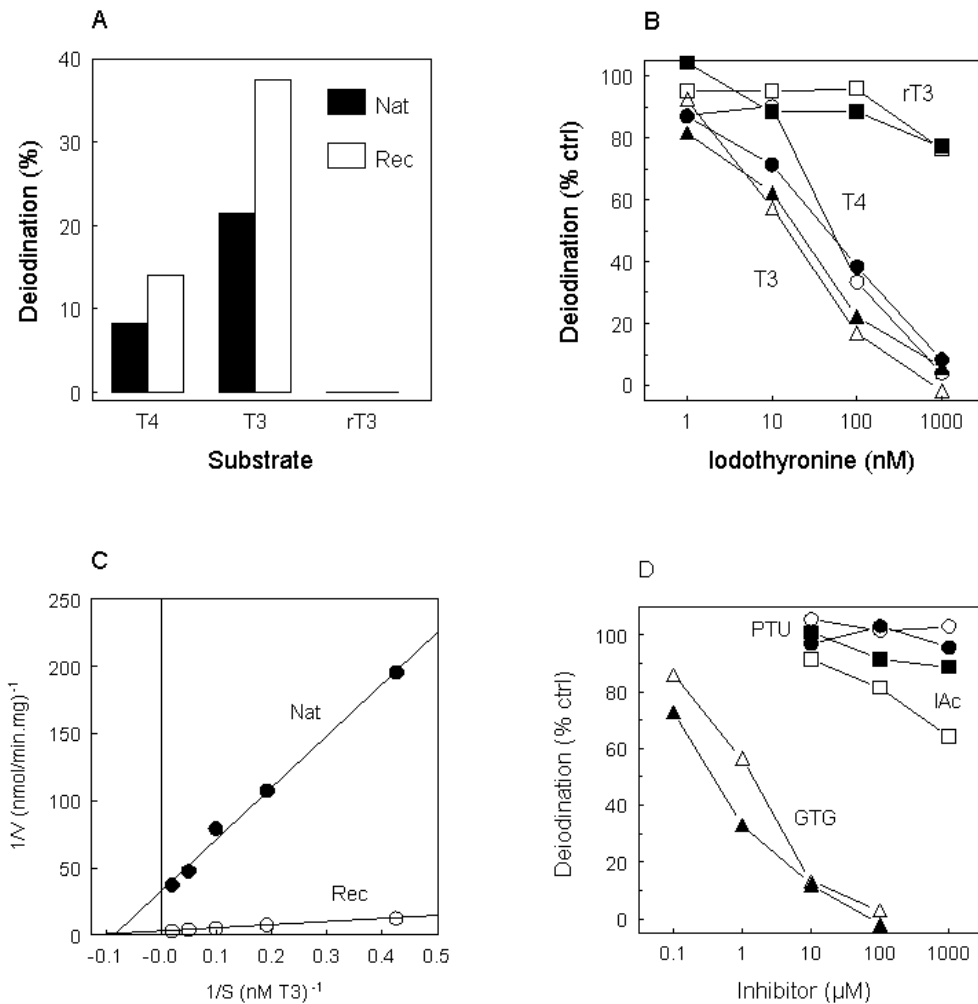 A
40
30
20
10
0
Deiodination (%)
Nat
Rec
T4 T3 rT3
Substrate
B
100
80
60
40
20
0
Deiodination (% ctrl)
rT3
T4
T3
1 10 100 1000
Iodothyronine (nM)
C
250
200
150
100
50
0
1/V (nmol/min.mg)-1
Nat
Rec
-0.1 -0.0 0.1 0.2 0.3 0.4 0.5
1/S (nM T3)-1
D
100
80
60
40
20
0
Deiodination (% ctrl)
PTU
IAc
GTG
0.1 1 10 100 1000
Inhibitor (µM)